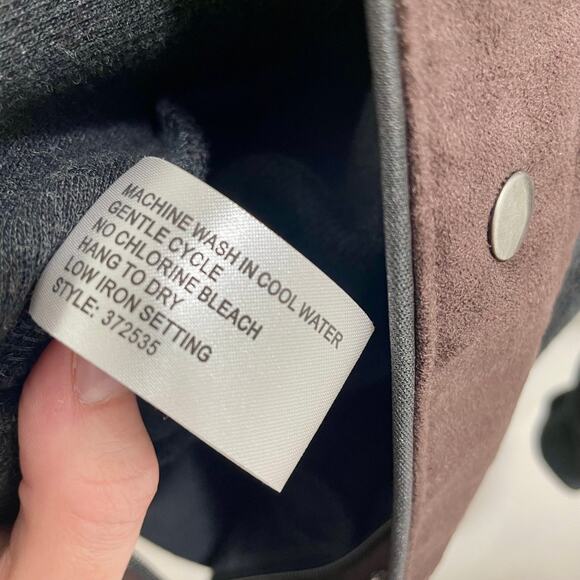 MACHINE WASH IN COOL WATER
GENTLE CYCLE
NO CHLORINE BLEACH
HANG TO DRY
LOW IRON SETTING
STYLE: 372535